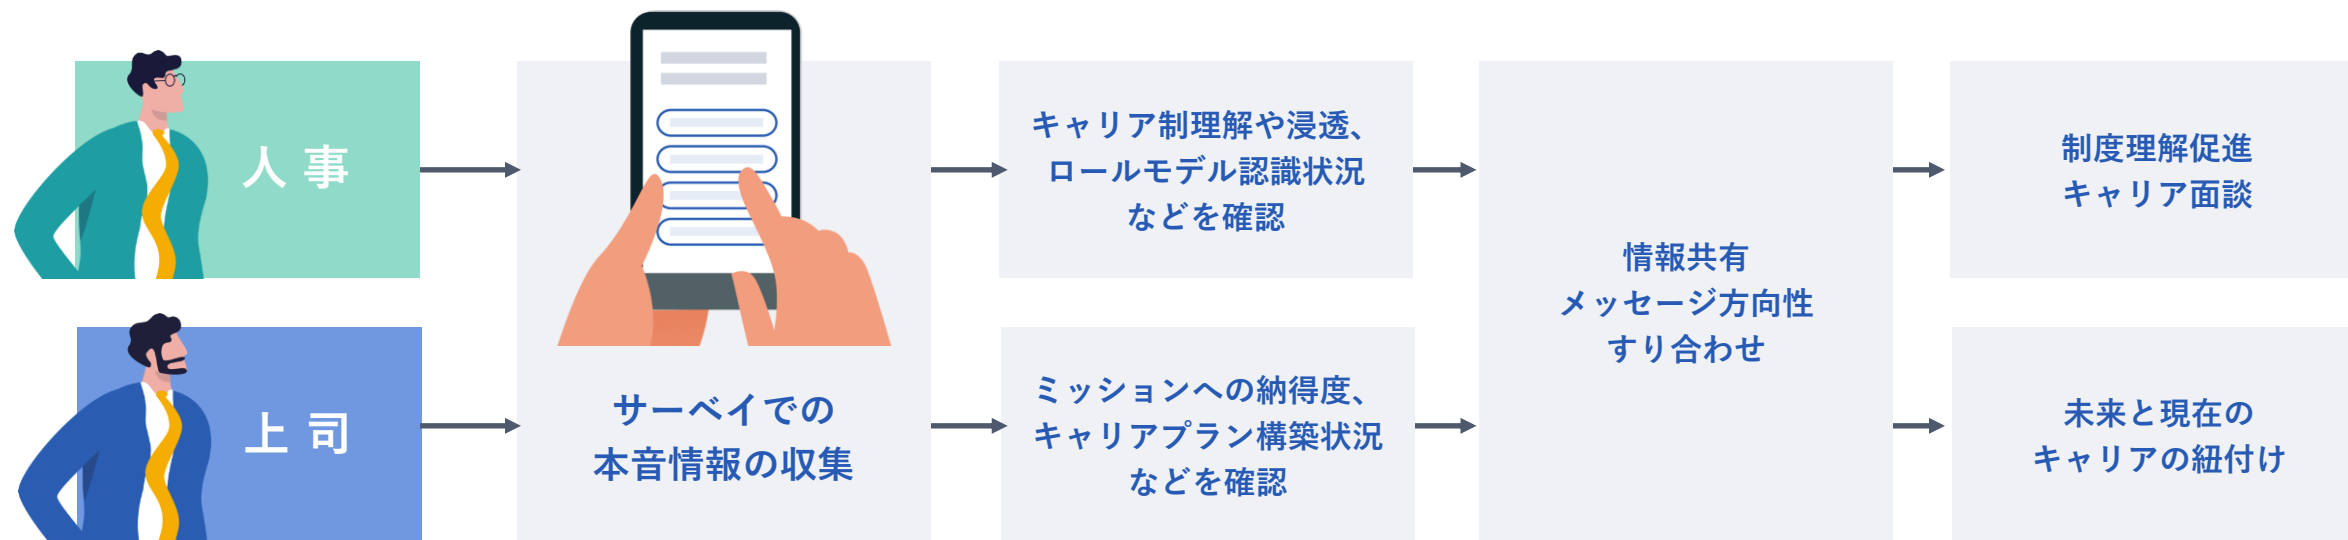 人事
サーベイでの
本音情報の収集
キャリア制理解や浸透、
ロールモデル認識状況
などを確認
情報共有
メッセージ方向性
すり合わせ
制度理解促進
キャリア面談
上司
ミッションへの納得度、
キャリアプラン構築状況
などを確認
未来と現在の
キャリアの紐付け